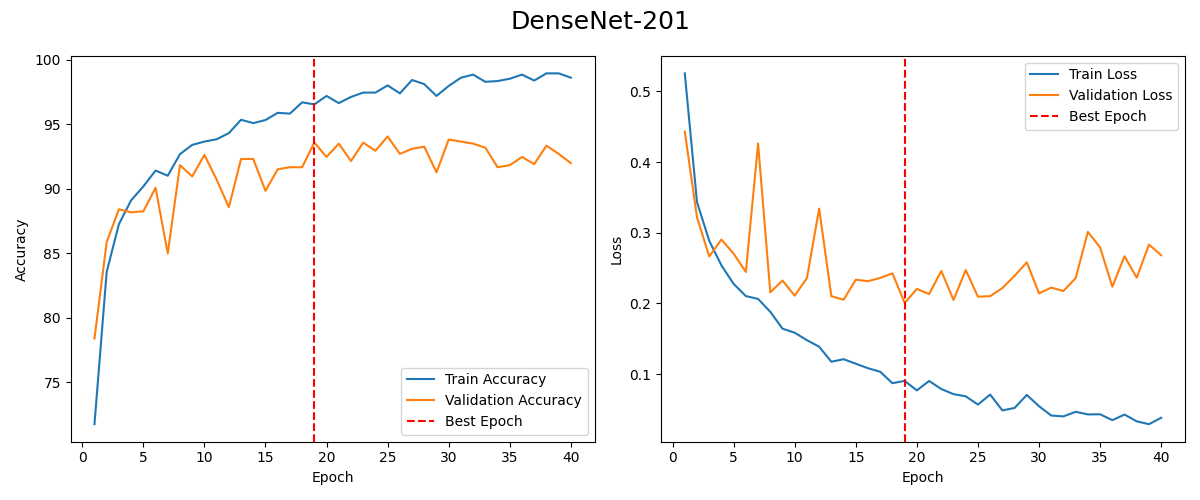 DenseNet-201
100
95
90
85
80
75
Accuracy
0
5
10
15
20
25
30
35
40
Epoch
Train Accuracy
Validation Accuracy
Best Epoch
0.5
0.4
0.3
0.2
0.1
Loss
0
5
10
15
20
25
30
35
40
Epoch
Train Loss
Validation Loss
Best Epoch